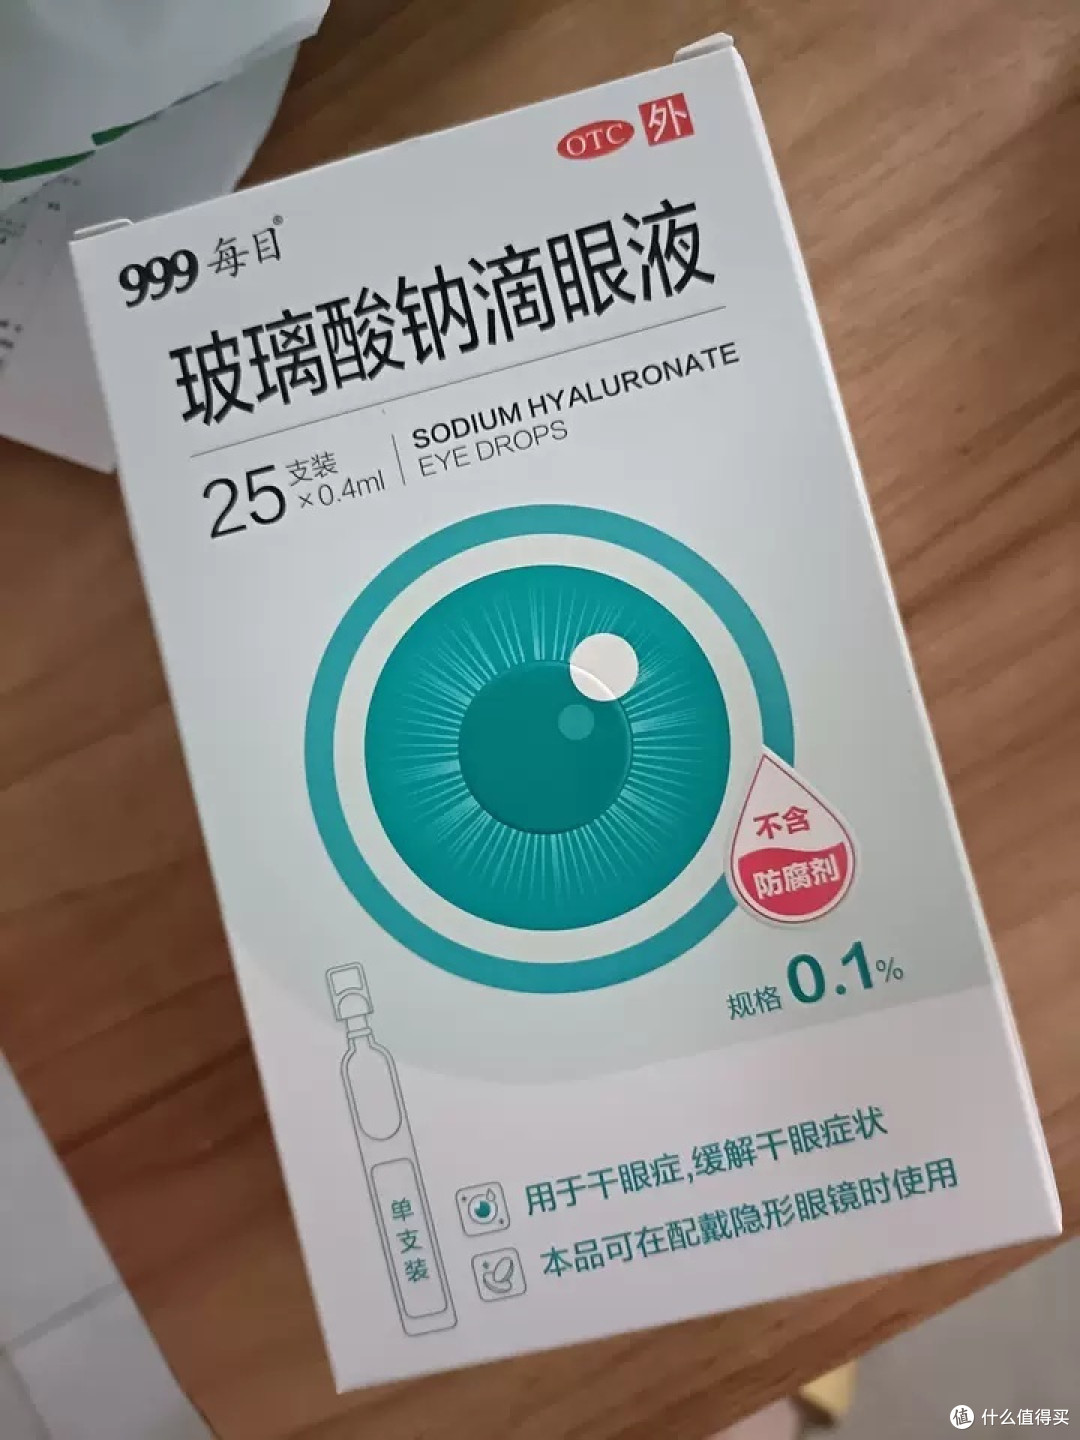 OTC 外
999 每目®
玻璃酸钠滴眼液
25支装×0.4ml
SODIUM HYALURONATE
EYE DROPS
不含
防腐剂
规格 0.1%
单支装
用于干眼症,缓解干眼症状
本品可在配戴隐形眼镜时使用
值 什么值得买